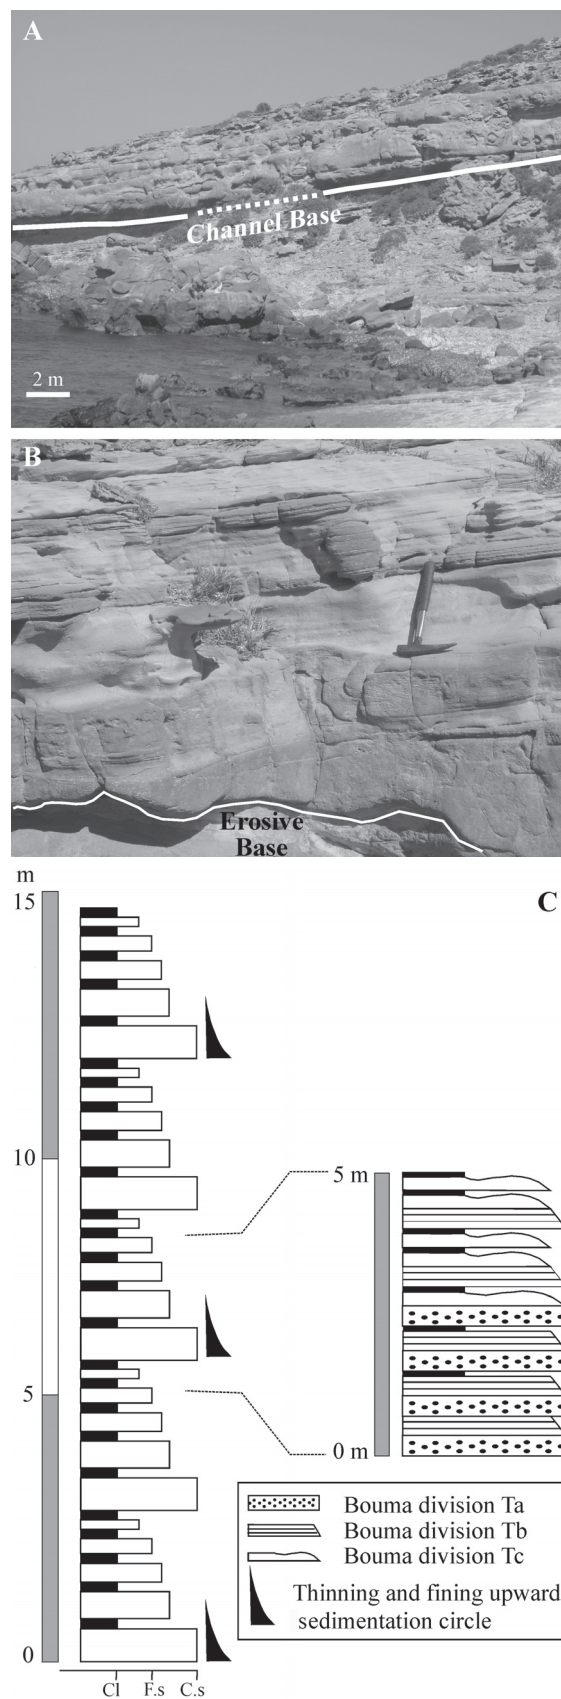 A
Channel Base
2 m
B
Erosive
Base
m
15
C
10
5 m
5
0 m
Bouma division Ta
Bouma division Tb
Bouma division Tc
Thinning and fining upward
sedimentation circle
0
Cl F.s C.s